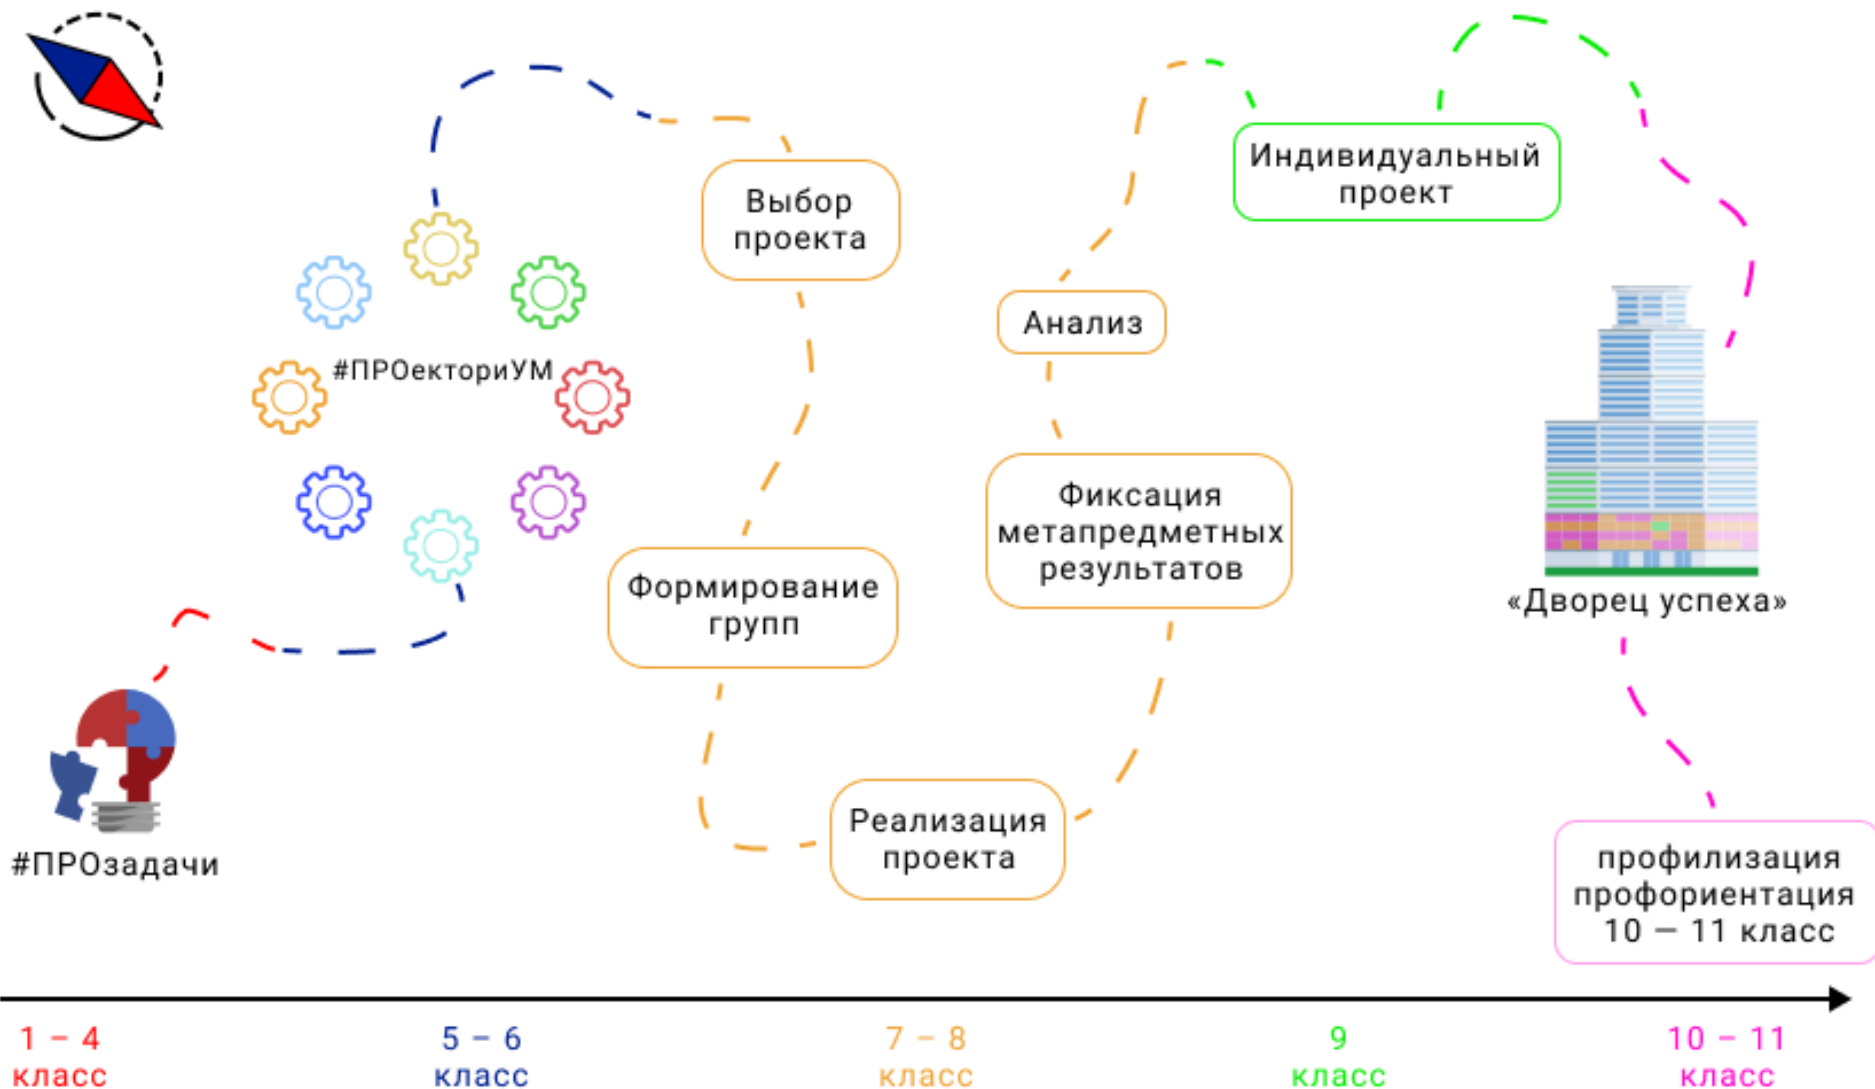 Индивидуальный
проект
Выбор
проекта
Анализ
#ПРОекториУМ
Фиксация
метапредметных
результатов
Формирование
групп
«Дворец успеха»
Реализация
проекта
#ПРОзадачи
профилизация
профориентация
10 — 11 класс
1 – 4
класс
5 – 6
класс
7 – 8
класс
9
класс
10 – 11
класс